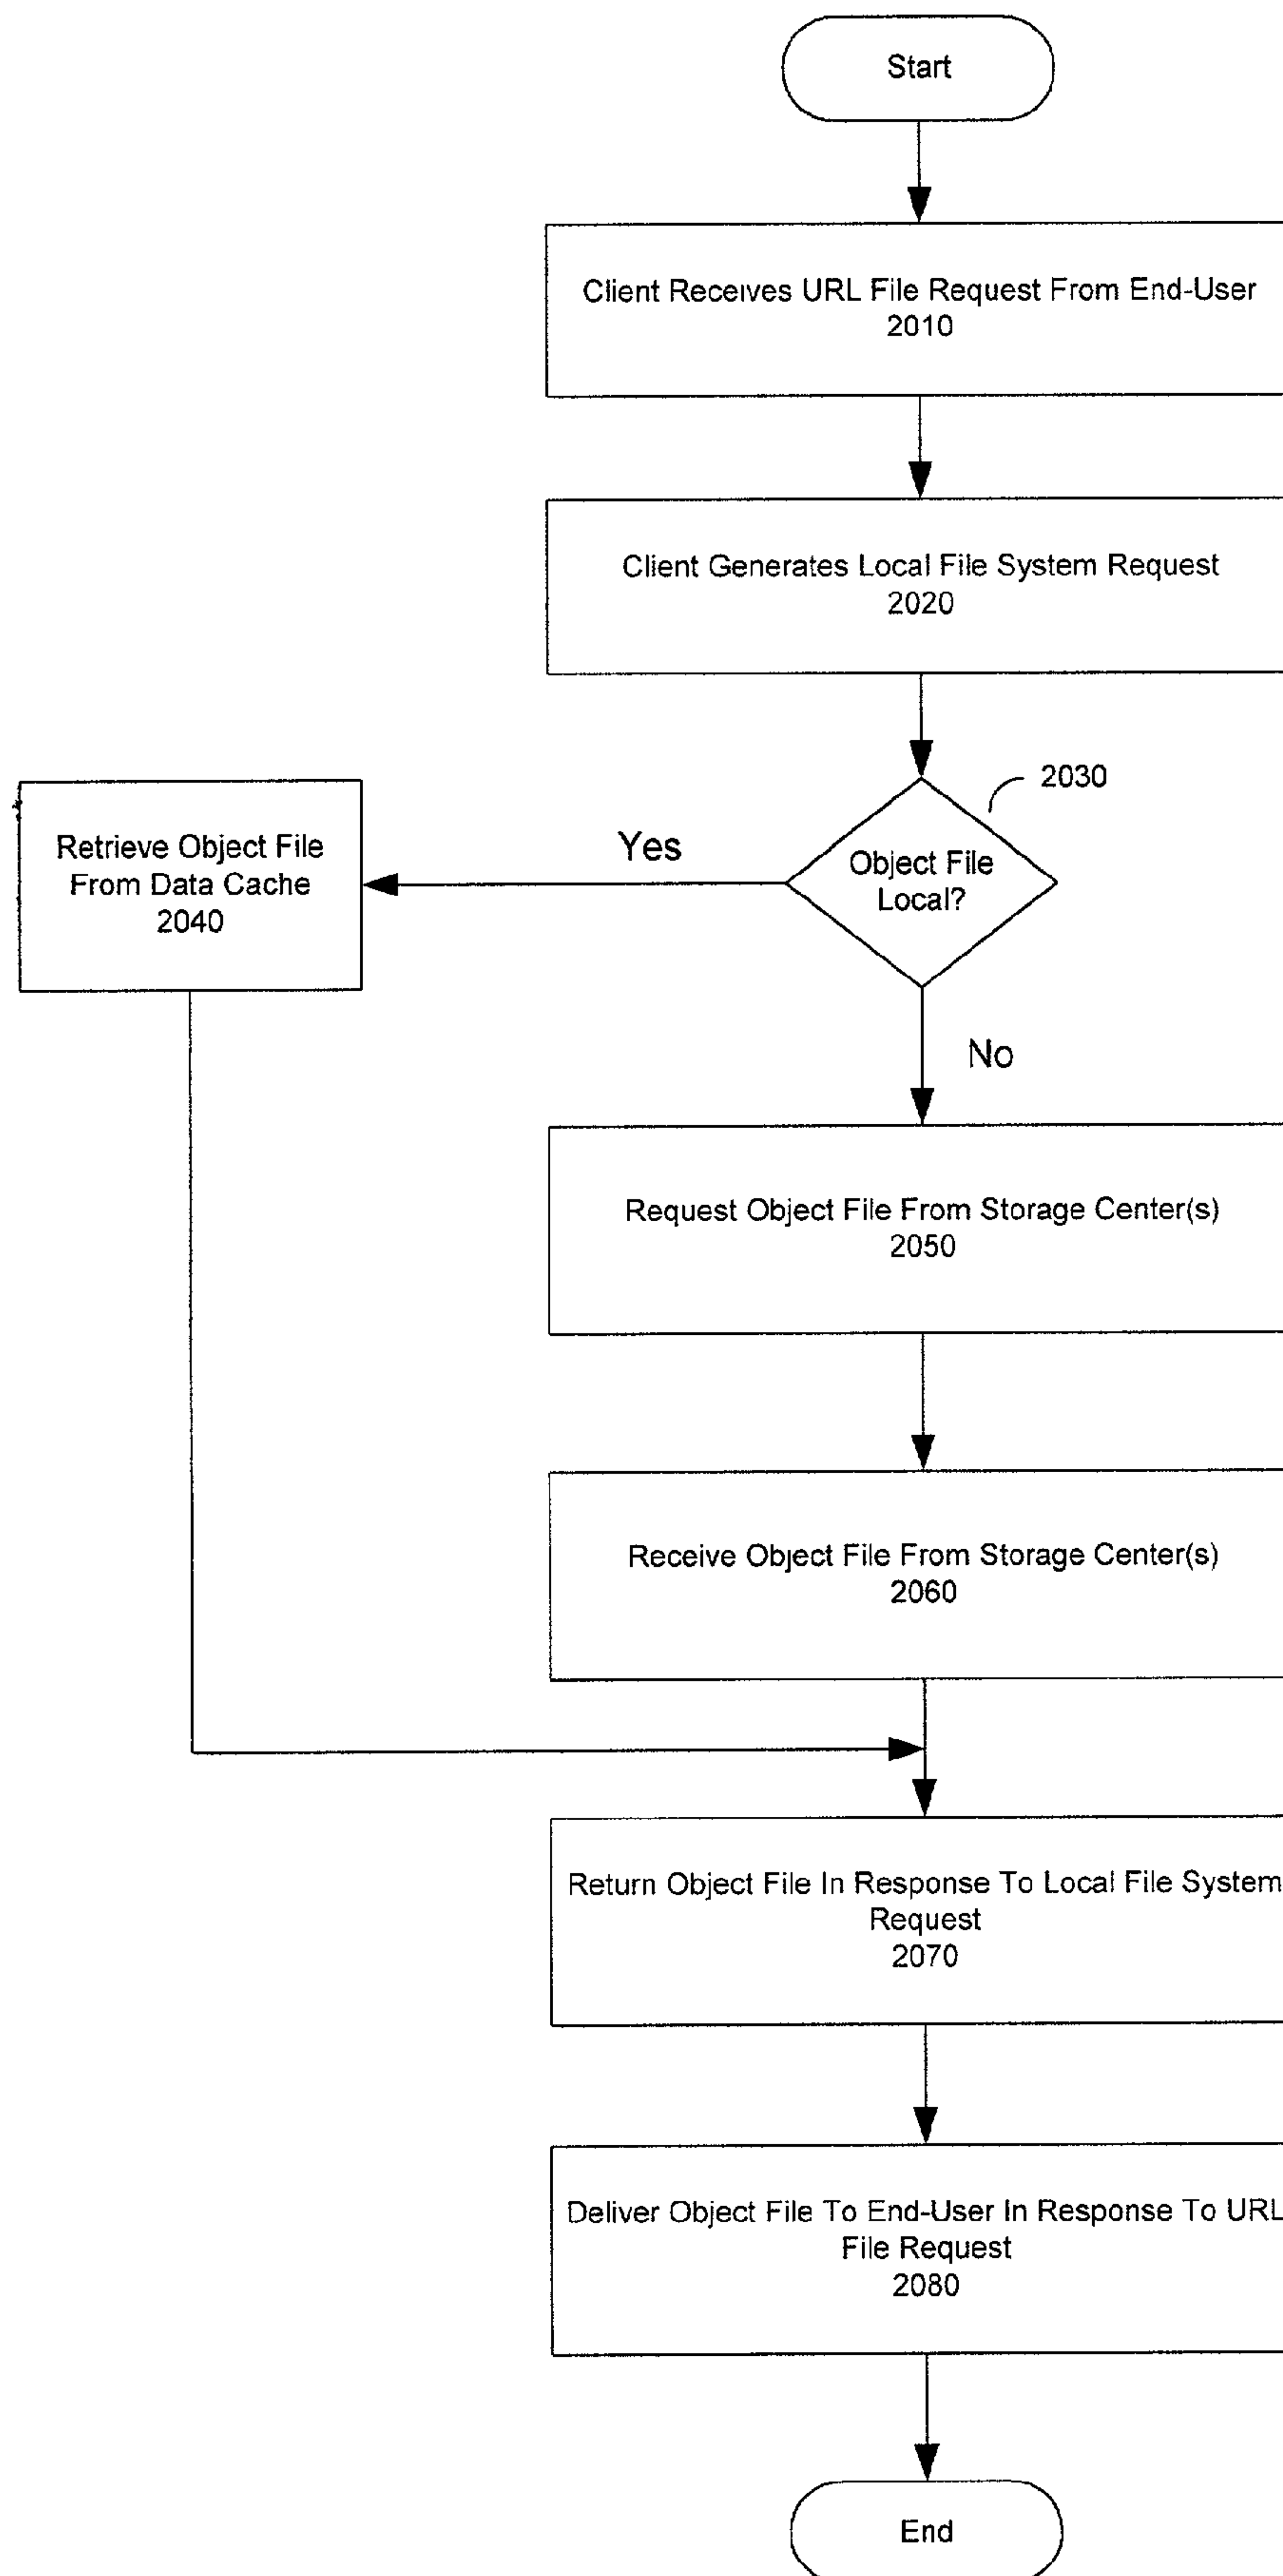 Start
Client Receives URL File Request From End-User
2010
Client Generates Local File System Request
2020
2030
Object File
Local?
Yes
Retrieve Object File
From Data Cache
2040
No
Request Object File From Storage Center(s)
2050
Receive Object File From Storage Center(s)
2060
Return Object File In Response To Local File System
Request
2070
Deliver Object File To End-User In Response To URL
File Request
2080
End